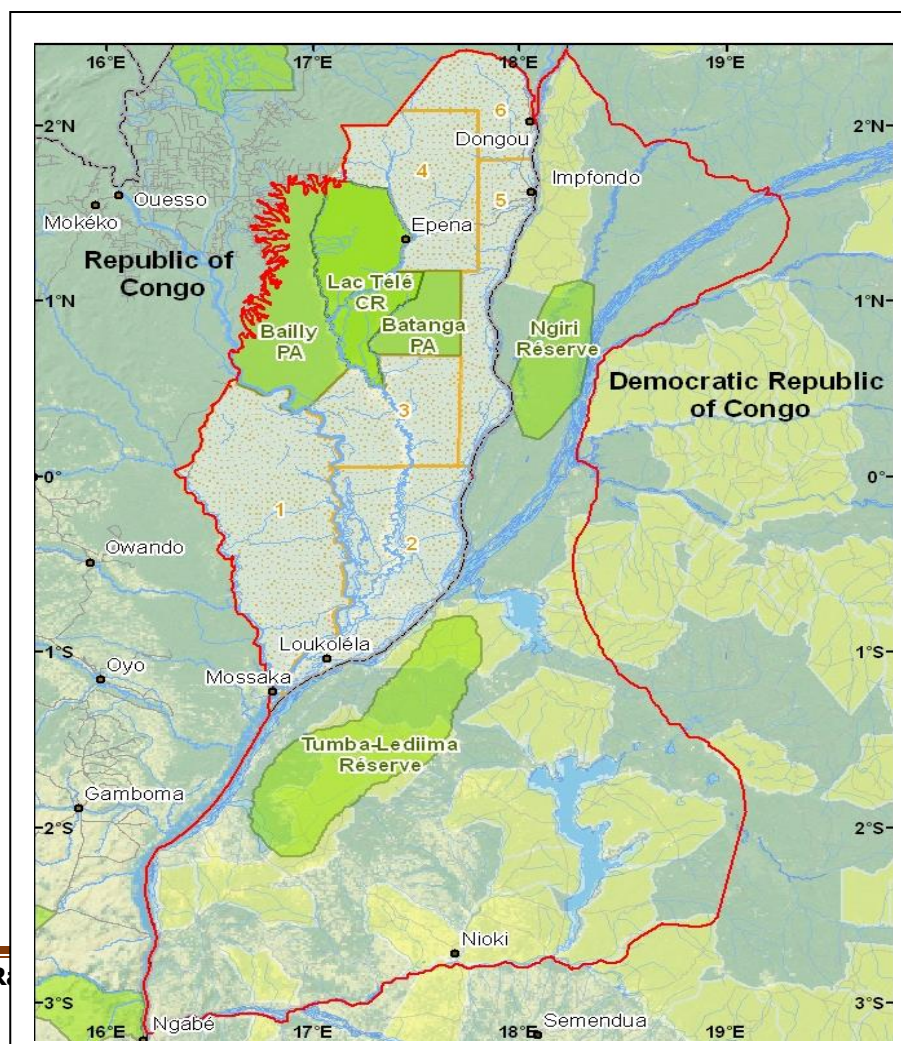 16°E 17°E 18°E 19°E
2°N 2°N
6
Dongou
4
5
Impfondo
Ouesso
Mokéko
Epena
Republic of
Congo
Lac Télé
CR
1°N 1°N
Bailly
PA
Batanga
PA
Ngiri
Réserve
Democratic Republic
of Congo
3
0° 0°
1
2
Owando
Loukoléla
1°S 1°S
Oyo
Mossaka
Tumba-Lediima
Réserve
Gamboma
2°S 2°S
Nioki
Ra
3°S 3°S
16°E 17°E 18°E 19°E
Ngabé
Semendua